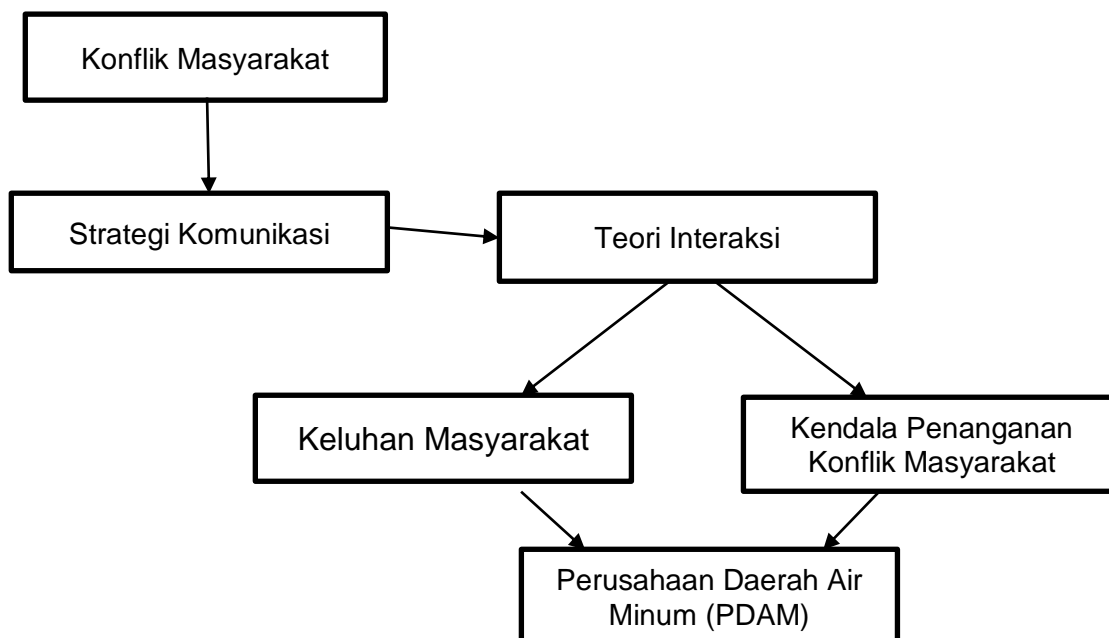 Konflik Masyarakat
Strategi Komunikasi
Teori Interaksi
Keluhan Masyarakat
Kendala Penanganan
Konflik Masyarakat
Perusahaan Daerah Air
Minum (PDAM)